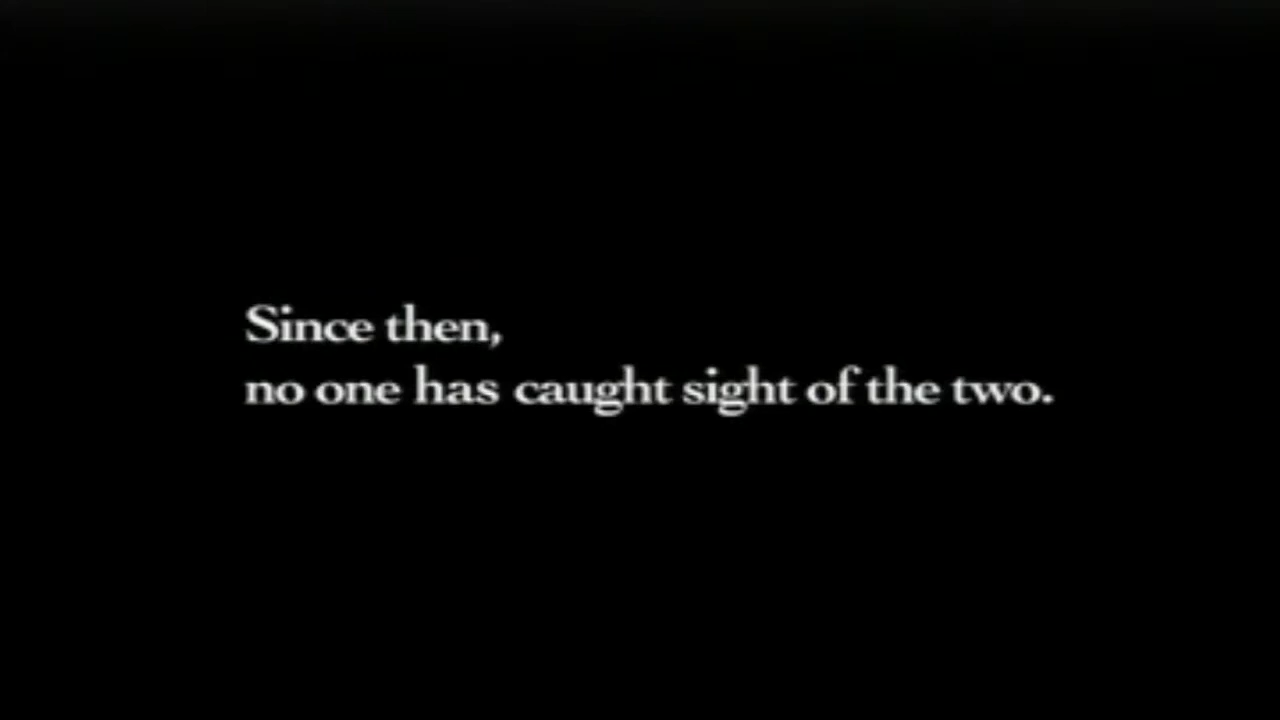 Since then,
no one has caught sight of the two.